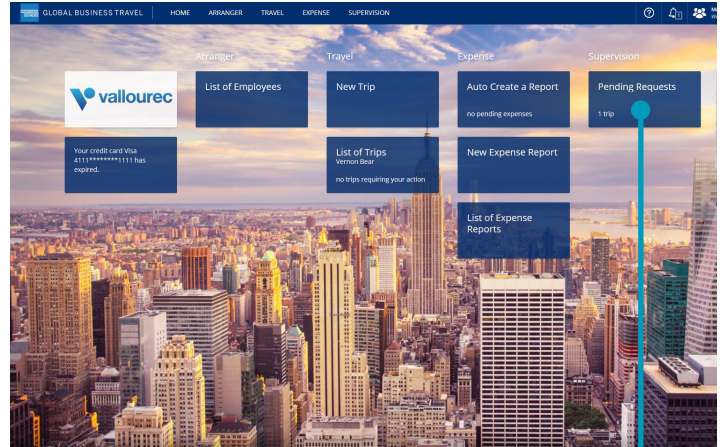 GLOBAL BUSINESS TRAVEL HOME ARRANGER TRAVEL EXPENSE SUPERVISION
1
Arranger Travel Expense Supervision
vallourec
List of Employees
New Trip
Auto Create a Report
no pending expenses
Pending Requests
1 trip
Your credit card Visa
4111********1111 has
expired.
List of Trips
Vernon Bear
no trips requiring your action
New Expense Report
List of Expense
Reports